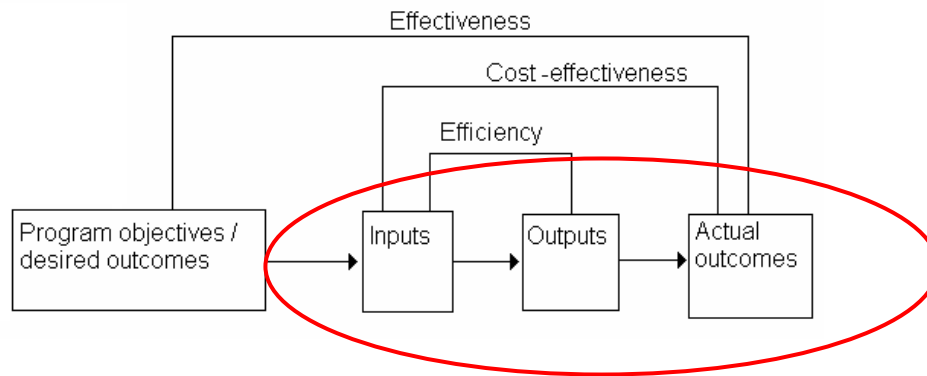 Effectiveness
Cost -effectiveness
Efficiency
Program objectives /
desired outcomes
Inputs
Outputs
Actual
outcomes